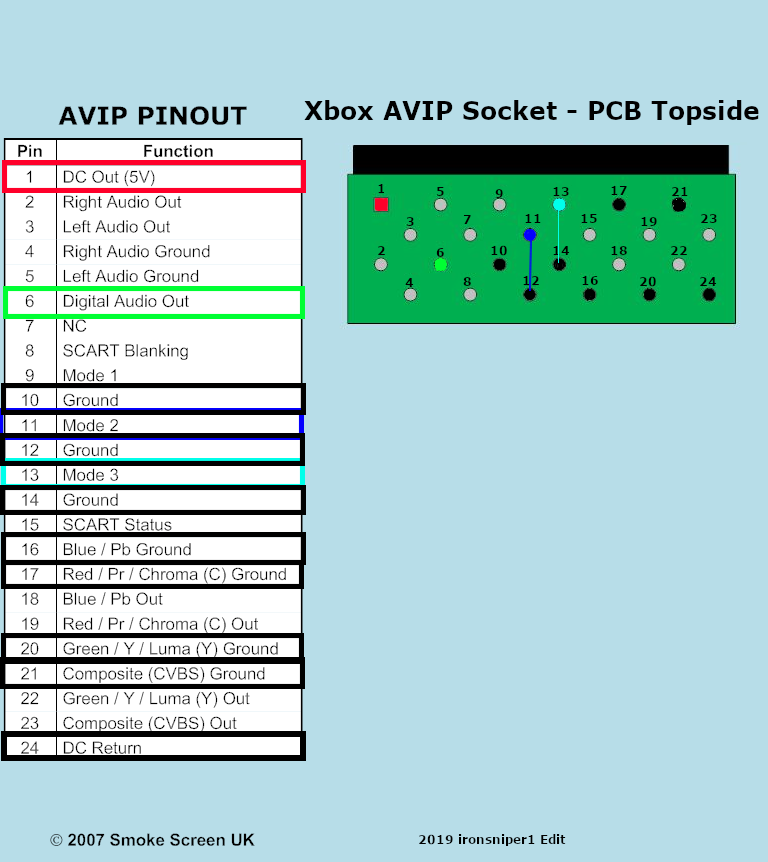 AVIP PINOUT
Xbox AVIP Socket - PCB Topside
Pin Function
1 DC Out (5V)
2 Right Audio Out
3 Left Audio Out
4 Right Audio Ground
5 Left Audio Ground
6 Digital Audio Out
7 NC
8 SCART Blanking
9 Mode 1
10 Ground
11 Mode 2
12 Ground
13 Mode 3
14 Ground
15 SCART Status
16 Blue / Pb Ground
17 Red / Pr / Chroma (C) Ground
18 Blue / Pb Out
19 Red / Pr / Chroma (C) Out
20 Green / Y / Luma (Y) Ground
21 Composite (CVBS) Ground
22 Green / Y / Luma (Y) Out
23 Composite (CVBS) Out
24 DC Return
1 5 9 13 17 21
3 7 11 15 19 23
2 6 10 14 18 22
4 8 12 16 20 24
© 2007 Smoke Screen UK
2019 ironsniper1 Edit